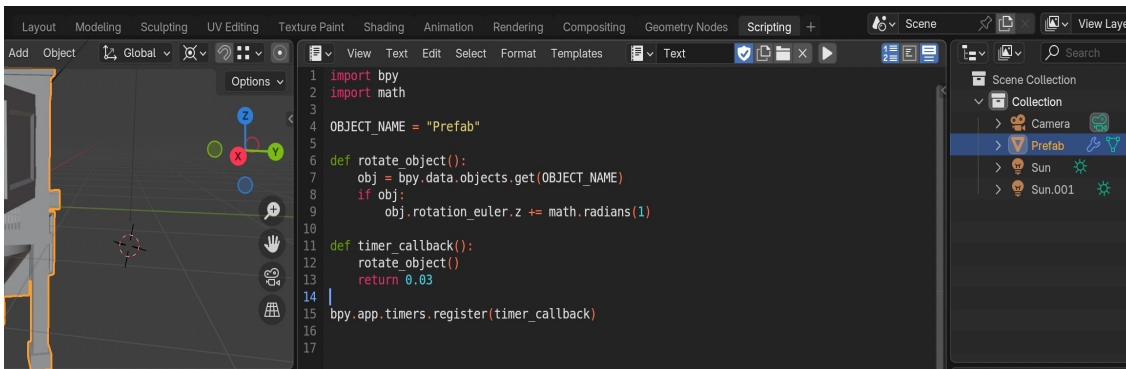 Layout Modeling Sculpting UV Editing Texture Paint Shading Animation Rendering Compositing Geometry Nodes Scripting + Scene View Laye
Add Object Global View Text Edit Select Format Templates Text Search
Options
Z
Y
X
1 import bpy
2 import math
3
4 OBJECT_NAME = "Prefab"
5
6 def rotate_object():
7     obj = bpy.data.objects.get(OBJECT_NAME)
8     if obj:
9         obj.rotation_euler.z += math.radians(1)
10
11 def timer_callback():
12     rotate_object()
13     return 0.03
14
15 bpy.app.timers.register(timer_callback)
16
17
Scene Collection
Collection
Camera
Prefab
Sun
Sun.001